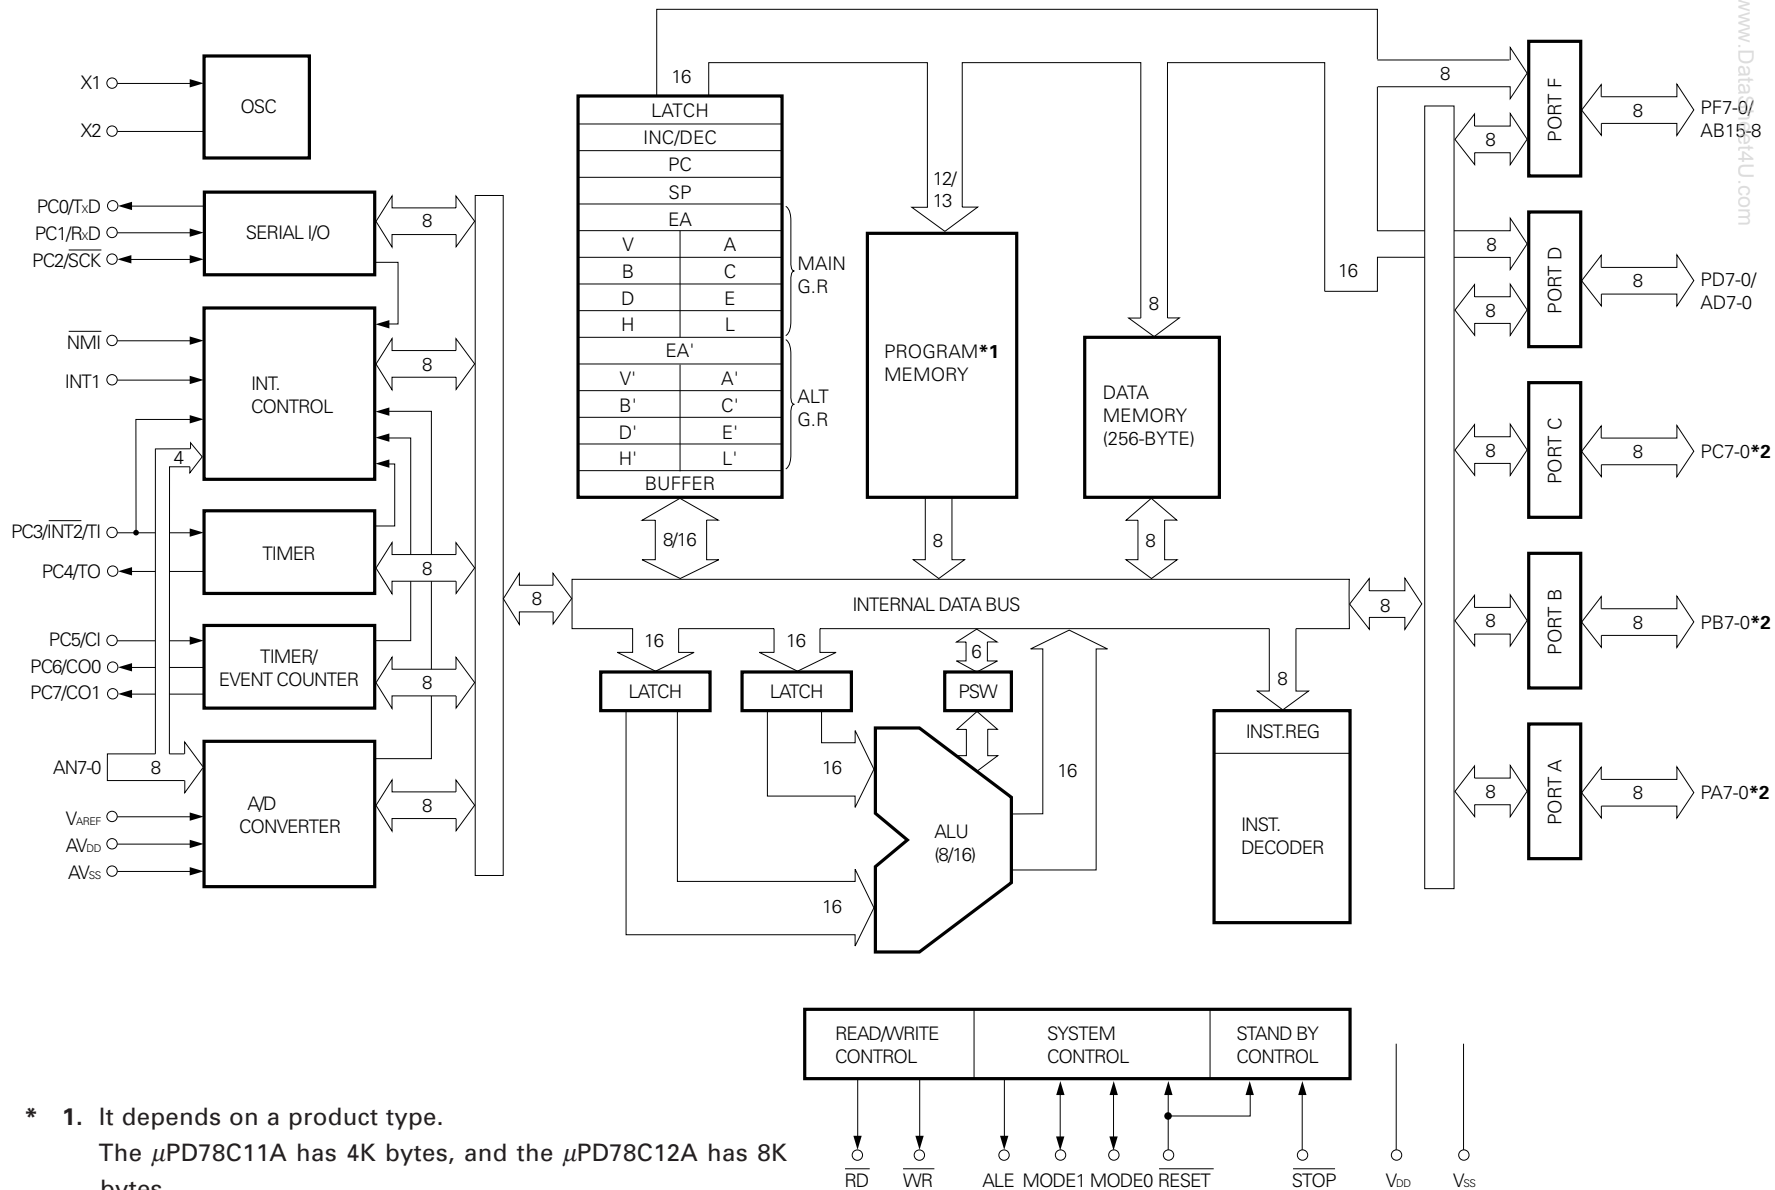 X1
X2
OSC
PC0/TxD
PC1/RxD
PC2/SCK
SERIAL I/O
8
NMI
INT1
INT.
CONTROL
8
4
PC3/INT2/TI
PC4/TO
TIMER
8
PC5/CI
PC6/CO0
PC7/CO1
TIMER/
EVENT COUNTER
8
AN7-0
8
VAREF
AVDD
AVSS
A/D
CONVERTER
8
16
LATCH
INC/DEC
PC
SP
EA
V A
B C
D E
H L
MAIN
G.R
EA'
V' A'
B' C'
D' E'
H' L'
ALT
G.R
BUFFER
8/16
12/
13
PROGRAM*1
MEMORY
8
8
DATA
MEMORY
(256-BYTE)
8
16
8
INTERNAL DATA BUS
8
16
LATCH
16
LATCH
6
PSW
16
16
ALU
(8/16)
16
8
INST.REG
INST.
DECODER
8
8
PORT F
8
PF7-0/
AB15-8
8
8
PORT D
8
PD7-0/
AD7-0
8
PORT C
8
PC7-0*2
8
PORT B
8
PB7-0*2
8
PORT A
8
PA7-0*2
www.DataSheet4U.com
READ/WRITE
CONTROL
SYSTEM
CONTROL
STAND BY
CONTROL
RD
WR
ALE
MODE1
MODE0
RESET
STOP
VDD
VSS
* 1. It depends on a product type.
The μPD78C11A has 4K bytes, and the μPD78C12A has 8K
bytes